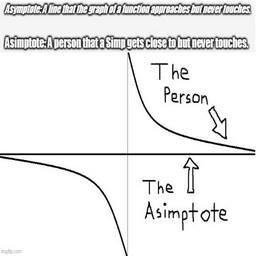 Asymptote: A line that the graph of a function approaches but never touches.
Asimptote: A person that a Simp gets close to but never touches.
The
Person
The
Asimptote
imgflip.com